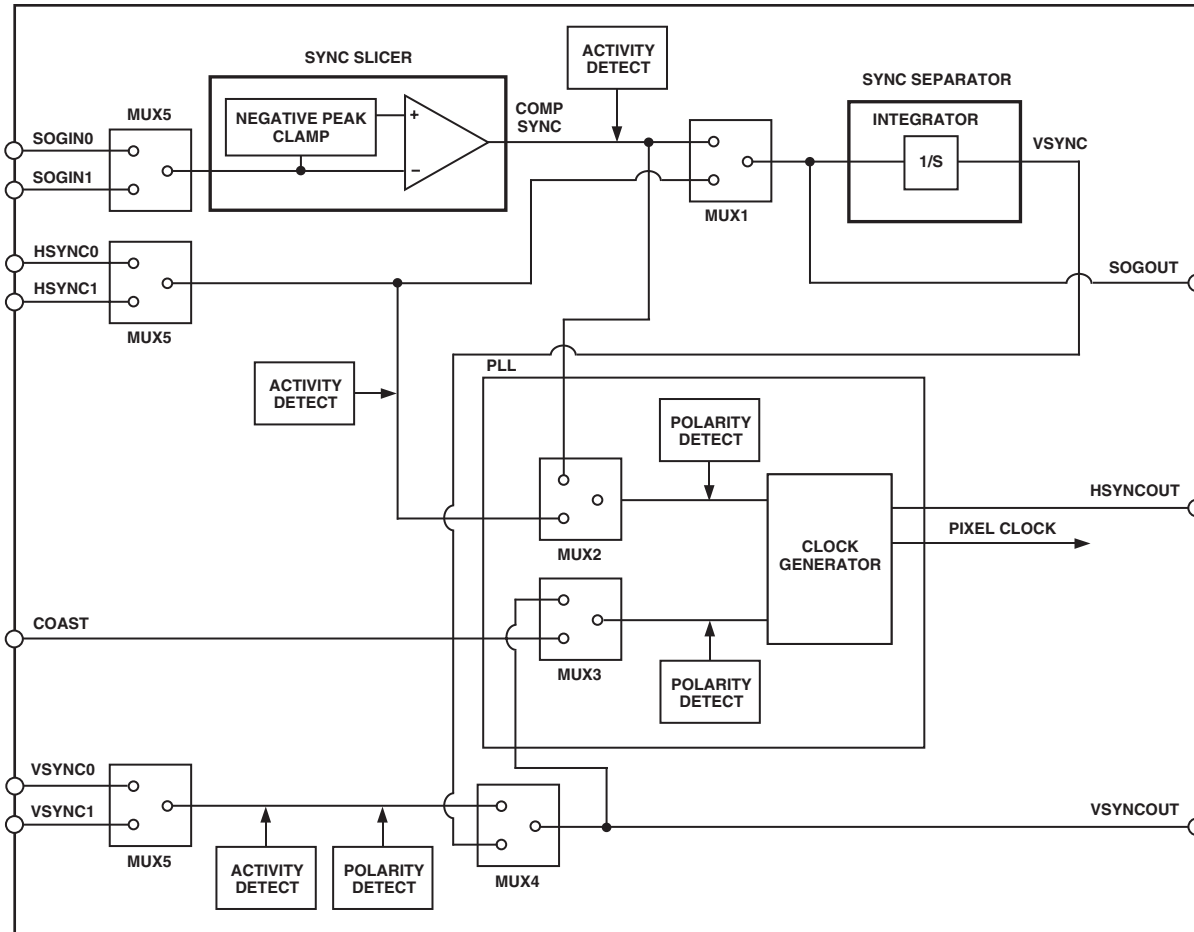 SYNC SLICER
ACTIVITY
DETECT
SYNC SEPARATOR
MUX5
NEGATIVE PEAK
CLAMP
+
−
COMP
SYNC
INTEGRATOR
1/S
VSYNC
SOGIN0
SOGIN1
MUX1
HSYNC0
HSYNC1
MUX5
SOGOUT
PLL
ACTIVITY
DETECT
POLARITY
DETECT
MUX2
CLOCK
GENERATOR
HSYNCOUT
PIXEL CLOCK
COAST
MUX3
POLARITY
DETECT
VSYNC0
VSYNC1
MUX5
ACTIVITY
DETECT
POLARITY
DETECT
MUX4
VSYNCOUT